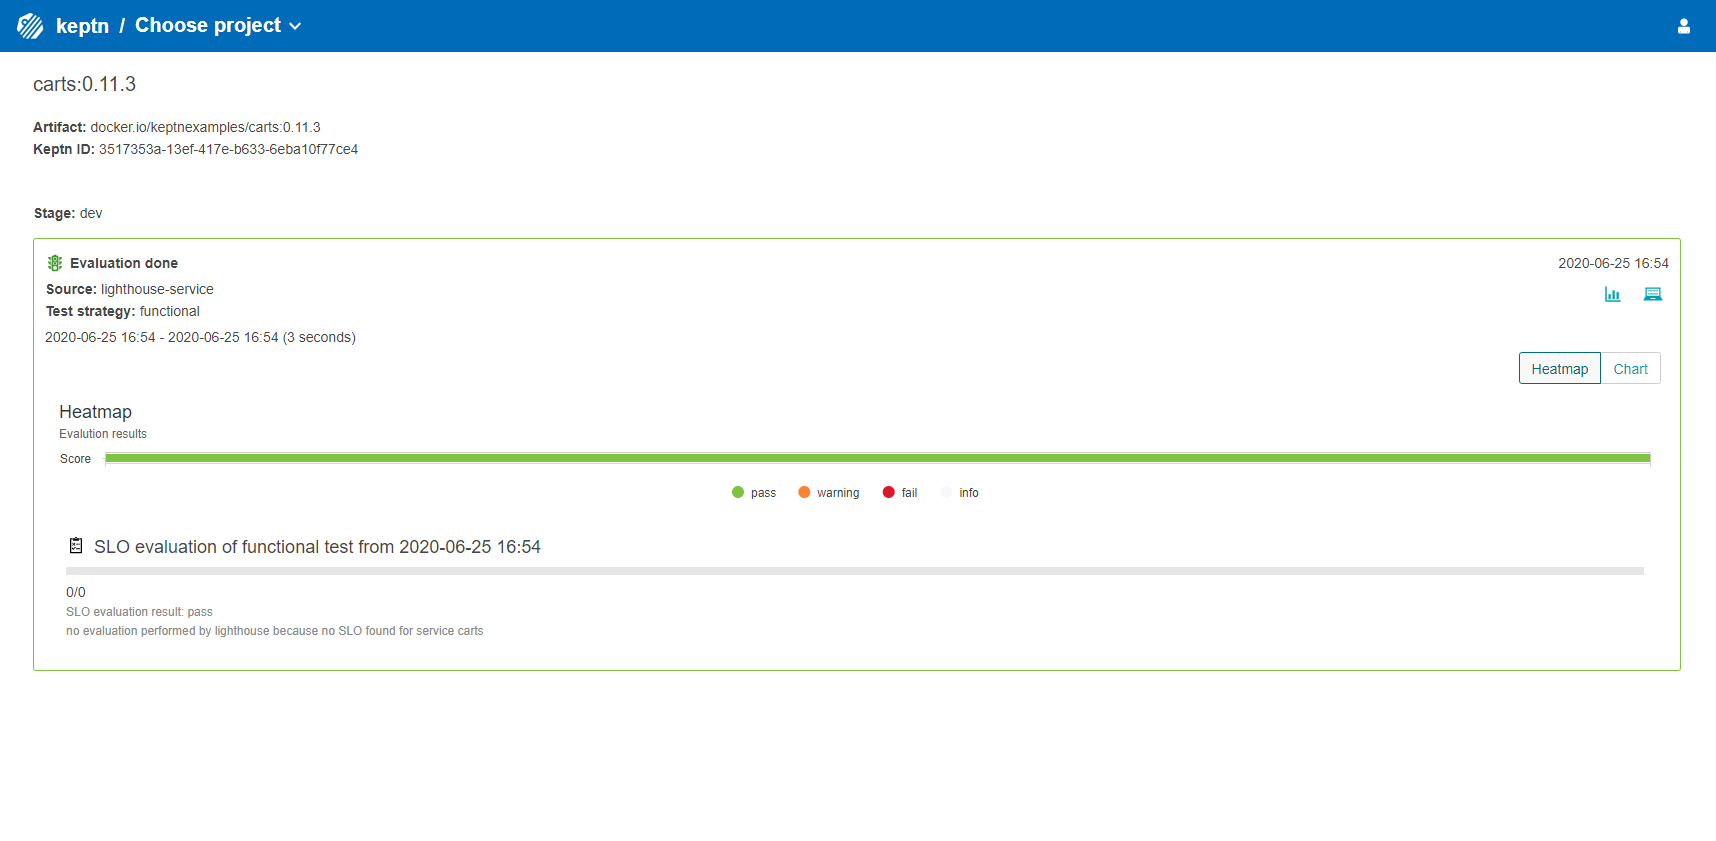 keptn / Choose project
carts:0.11.3
Artifact: docker.io/keptnexamples/carts:0.11.3
Keptn ID: 3517353a-13ef-417e-b633-6eba10f77ce4
Stage: dev
Evaluation done
2020-06-25 16:54
Source: lighthouse-service
Test strategy: functional
2020-06-25 16:54 - 2020-06-25 16:54 (3 seconds)
Heatmap Chart
Heatmap
Evalution results
Score
pass warning fail info
SLO evaluation of functional test from 2020-06-25 16:54
0/0
SLO evaluation result: pass
no evaluation performed by lighthouse because no SLO found for service carts